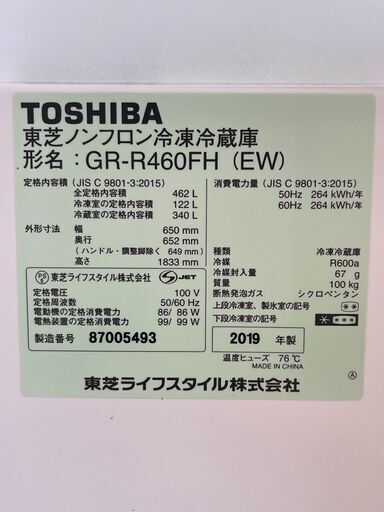 TOSHIBA
東芝ノンフロン冷凍冷蔵庫
形名：GR-R460FH（EW）
定格内容積（JIS C 9801-3:2015）
全定格内容積 462 L
冷凍室の定格内容積 122 L
冷蔵室の定格内容積 340 L
外形寸法 幅 650 mm
奥行 652 mm
（ハンドル・調整脚除く 649 mm）
高さ 1833 mm
東芝ライフスタイル株式会社 JET
定格電圧 100 V
定格周波数 50/60 Hz
電動機の定格消費電力 86/ 86 W
電熱装置の定格消費電力 99/ 99 W
製造番号 87005493
消費電力量（JIS C 9801-3:2015）
50Hz 264 kWh/年
60Hz 264 kWh/年
種類 冷凍冷蔵庫
冷媒 R600a
冷媒封入量 67 g
質量 100 kg
断熱発泡ガス シクロペンタン
上段冷凍室、製氷室の記号
下段冷凍室の記号
2019 年製
温度ヒューズ 76℃
MADE IN CHINA
東芝ライフスタイル株式会社
Ⓐ